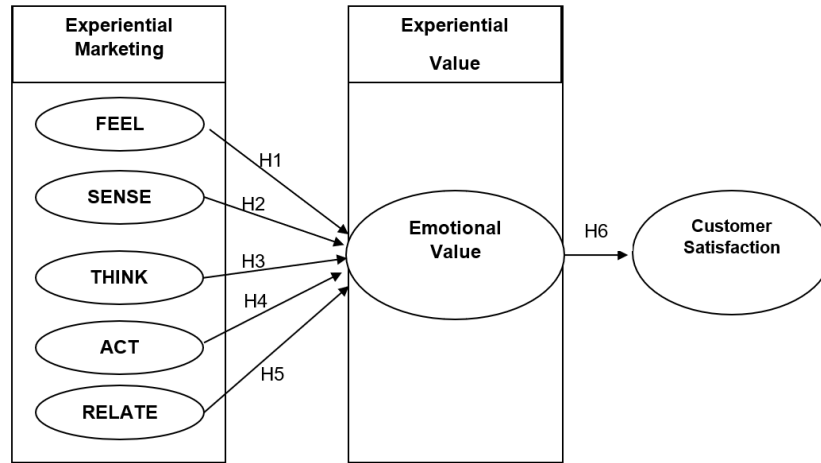 Experiential
Marketing
Experiential
Value
FEEL
SENSE
THINK
ACT
RELATE
H1
H2
H3
H4
H5
Emotional
Value
H6
Customer
Satisfaction